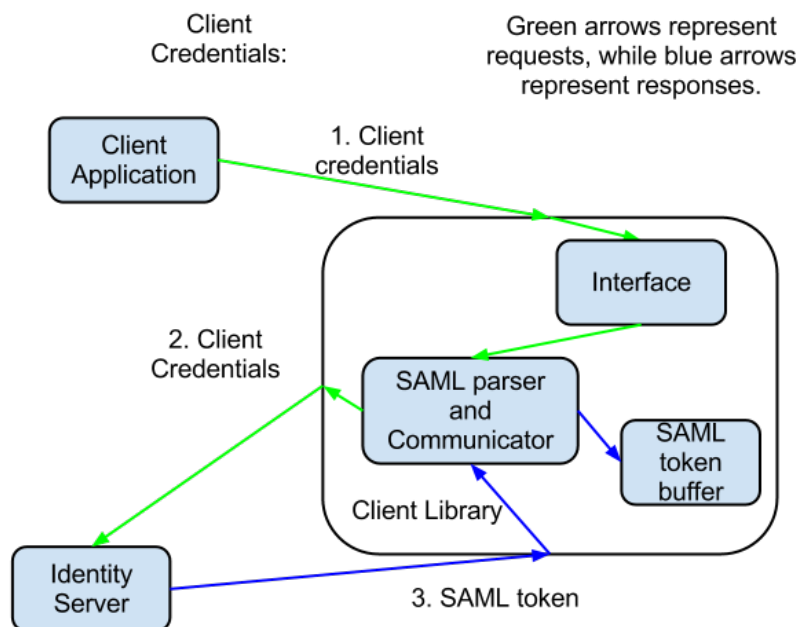 Client
Credentials:
Green arrows represent
requests, while blue arrows
represent responses.
Client
Application
1. Client
credentials
Interface
2. Client
Credentials
SAML parser
and
Communicator
SAML
token
buffer
Client Library
Identity
Server
3. SAML token